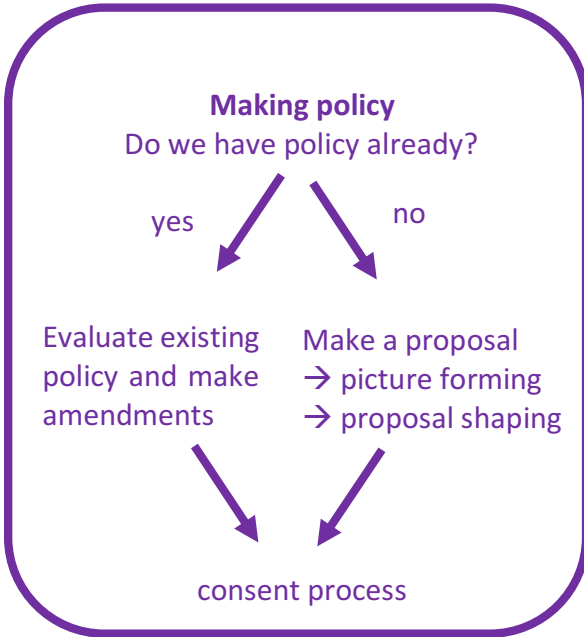 Making policy
Do we have policy already?
yes
no
Evaluate existing
policy and make
amendments
Make a proposal
→ picture forming
→ proposal shaping
consent process